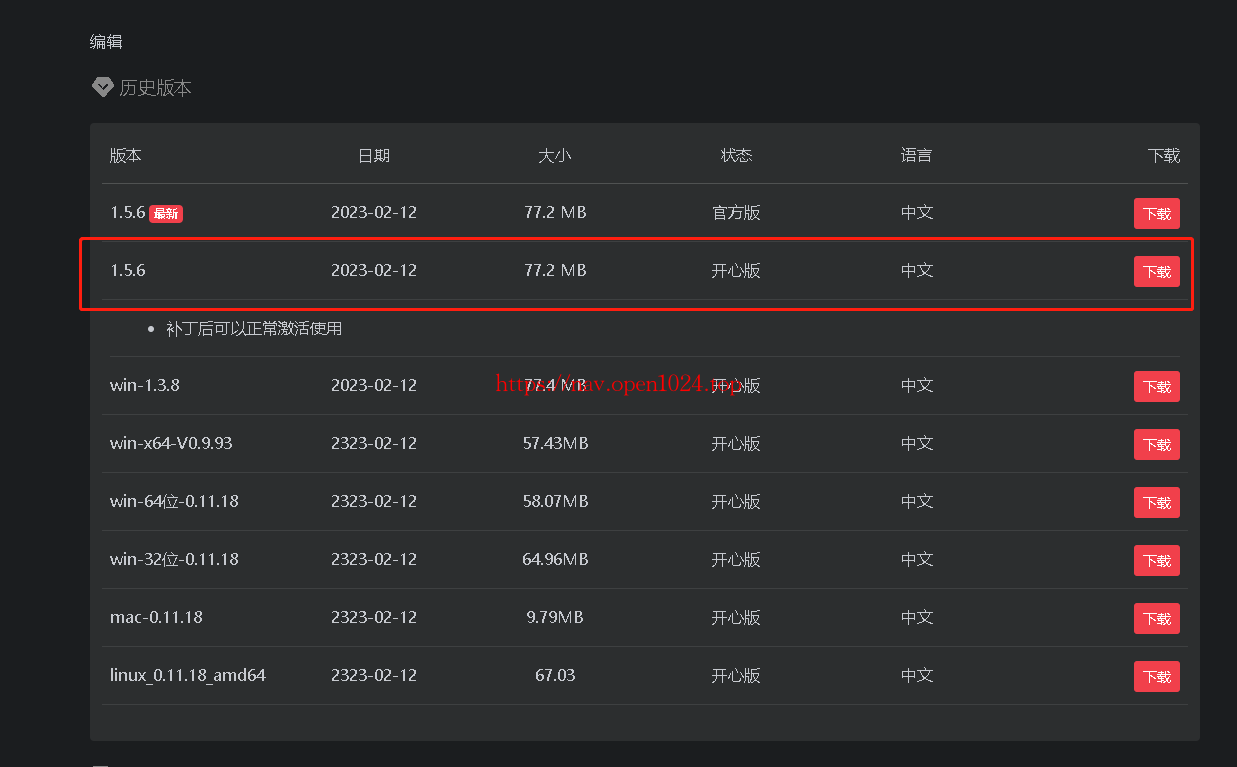 编辑
历史版本
版本 日期 大小 状态 语言 下载
1.5.6 最新 2023-02-12 77.2 MB 官方版 中文 下载
1.5.6 2023-02-12 77.2 MB 开心版 中文 下载
补丁后可以正常激活使用
win-1.3.8 2023-02-12 77.4 MB 开心版 中文 下载
https://nav.open1024.top
win-x64-V0.9.93 2323-02-12 57.43MB 开心版 中文 下载
win-64位-0.11.18 2323-02-12 58.07MB 开心版 中文 下载
win-32位-0.11.18 2323-02-12 64.96MB 开心版 中文 下载
mac-0.11.18 2323-02-12 9.79MB 开心版 中文 下载
linux_0.11.18_amd64 2323-02-12 67.03 开心版 中文 下载